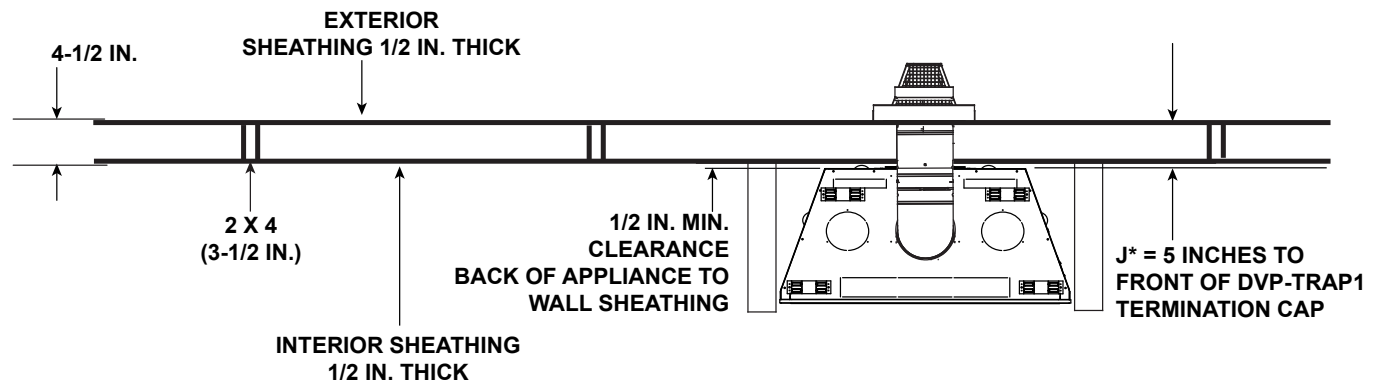 EXTERIOR
SHEATHING 1/2 IN. THICK
4-1/2 IN.
2 X 4
(3-1/2 IN.)
1/2 IN. MIN.
CLEARANCE
BACK OF APPLIANCE TO
WALL SHEATHING
J* = 5 INCHES TO
FRONT OF DVP-TRAP1
TERMINATION CAP
INTERIOR SHEATHING
1/2 IN. THICK